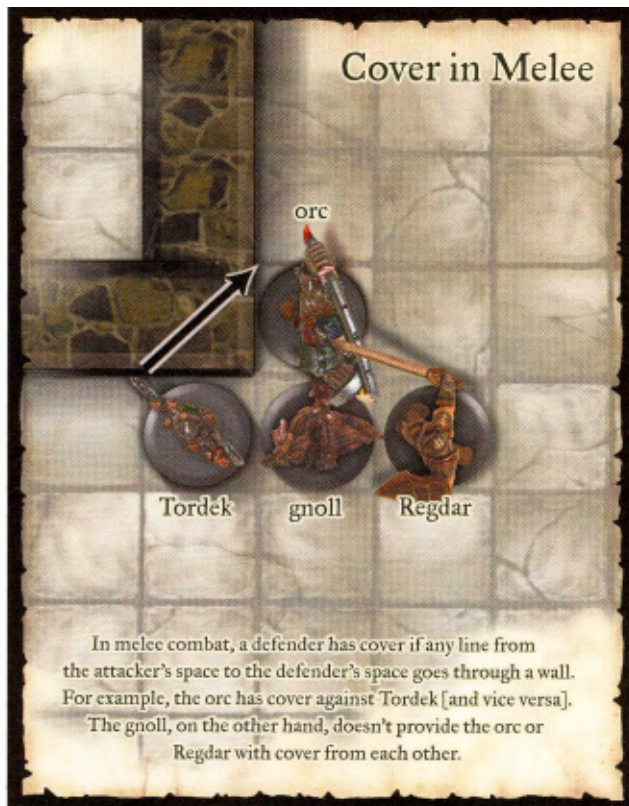 Cover in Melee
orc
Tordek
gnoll
Regdar
In melee combat, a defender has cover if any line from
the attacker's space to the defender's space goes through a wall.
For example, the orc has cover against Tordek [and vice versa].
The gnoll, on the other hand, doesn't provide the orc or
Regdar with cover from each other.